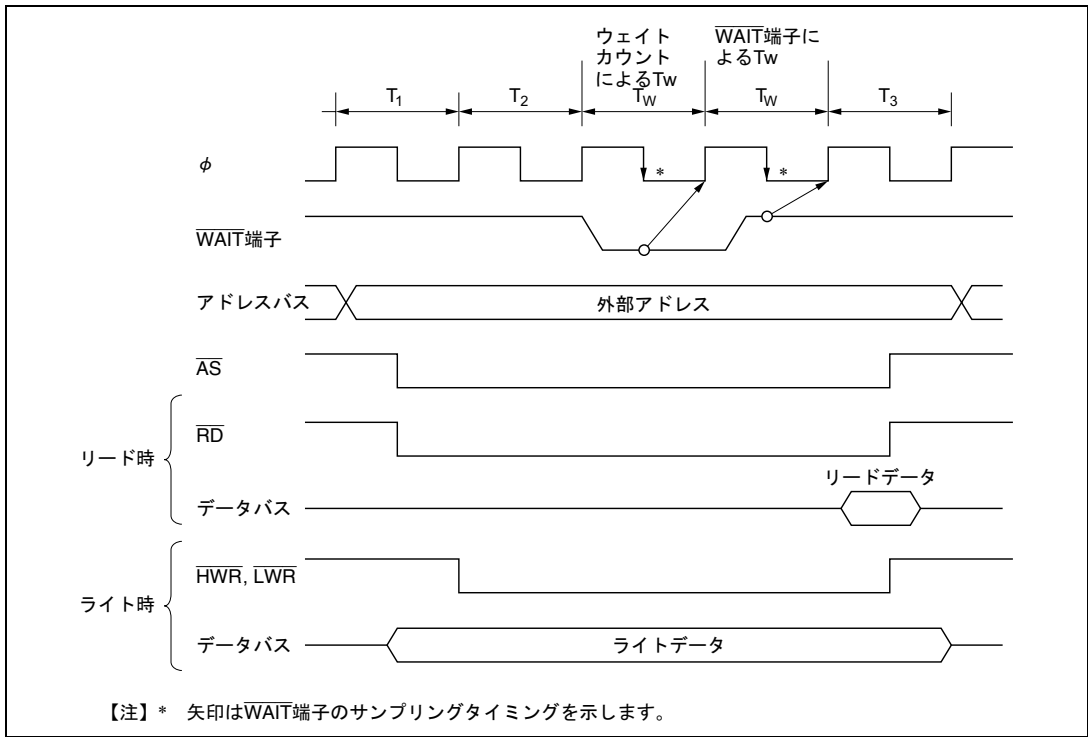 ウェイト
カウント
によるTw
WAIT端子に
よるTw
T1 T2 TW TW T3
φ * *
WAIT端子
アドレスバス 外部アドレス
AS
リード時
RD
リードデータ
データバス
ライト時
HWR, LWR
データバス ライトデータ
【注】* 矢印はWAIT端子のサンプリングタイミングを示します。